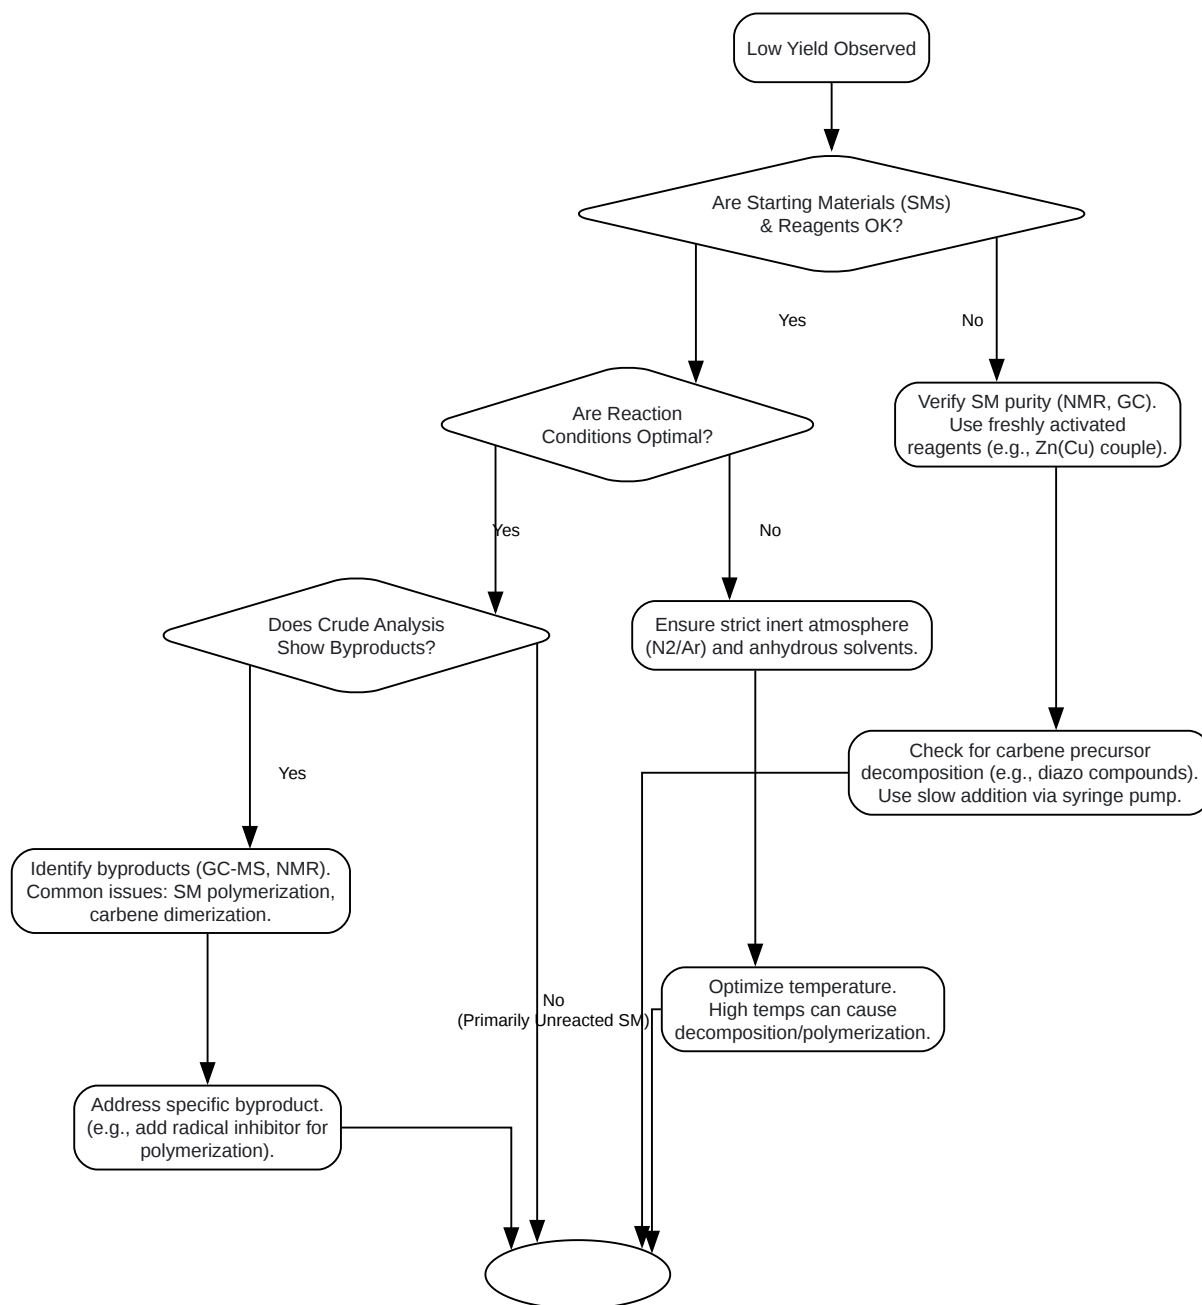 Low Yield Observed
Are Starting Materials (SMs)
& Reagents OK?
Yes
No
Are Reaction
Conditions Optimal?
Verify SM purity (NMR, GC).
Use freshly activated
reagents (e.g., Zn(Cu) couple).
Yes
No
Does Crude Analysis
Show Byproducts?
Ensure strict inert atmosphere
(N2/Ar) and anhydrous solvents.
Check for carbene precursor
decomposition (e.g., diazo compounds).
Use slow addition via syringe pump.
Yes
Identify byproducts (GC-MS, NMR).
Common issues: SM polymerization,
carbene dimerization.
No
(Primarily Unreacted SM)
Optimize temperature.
High temps can cause
decomposition/polymerization.
Address specific byproduct.
(e.g., add radical inhibitor for
polymerization).